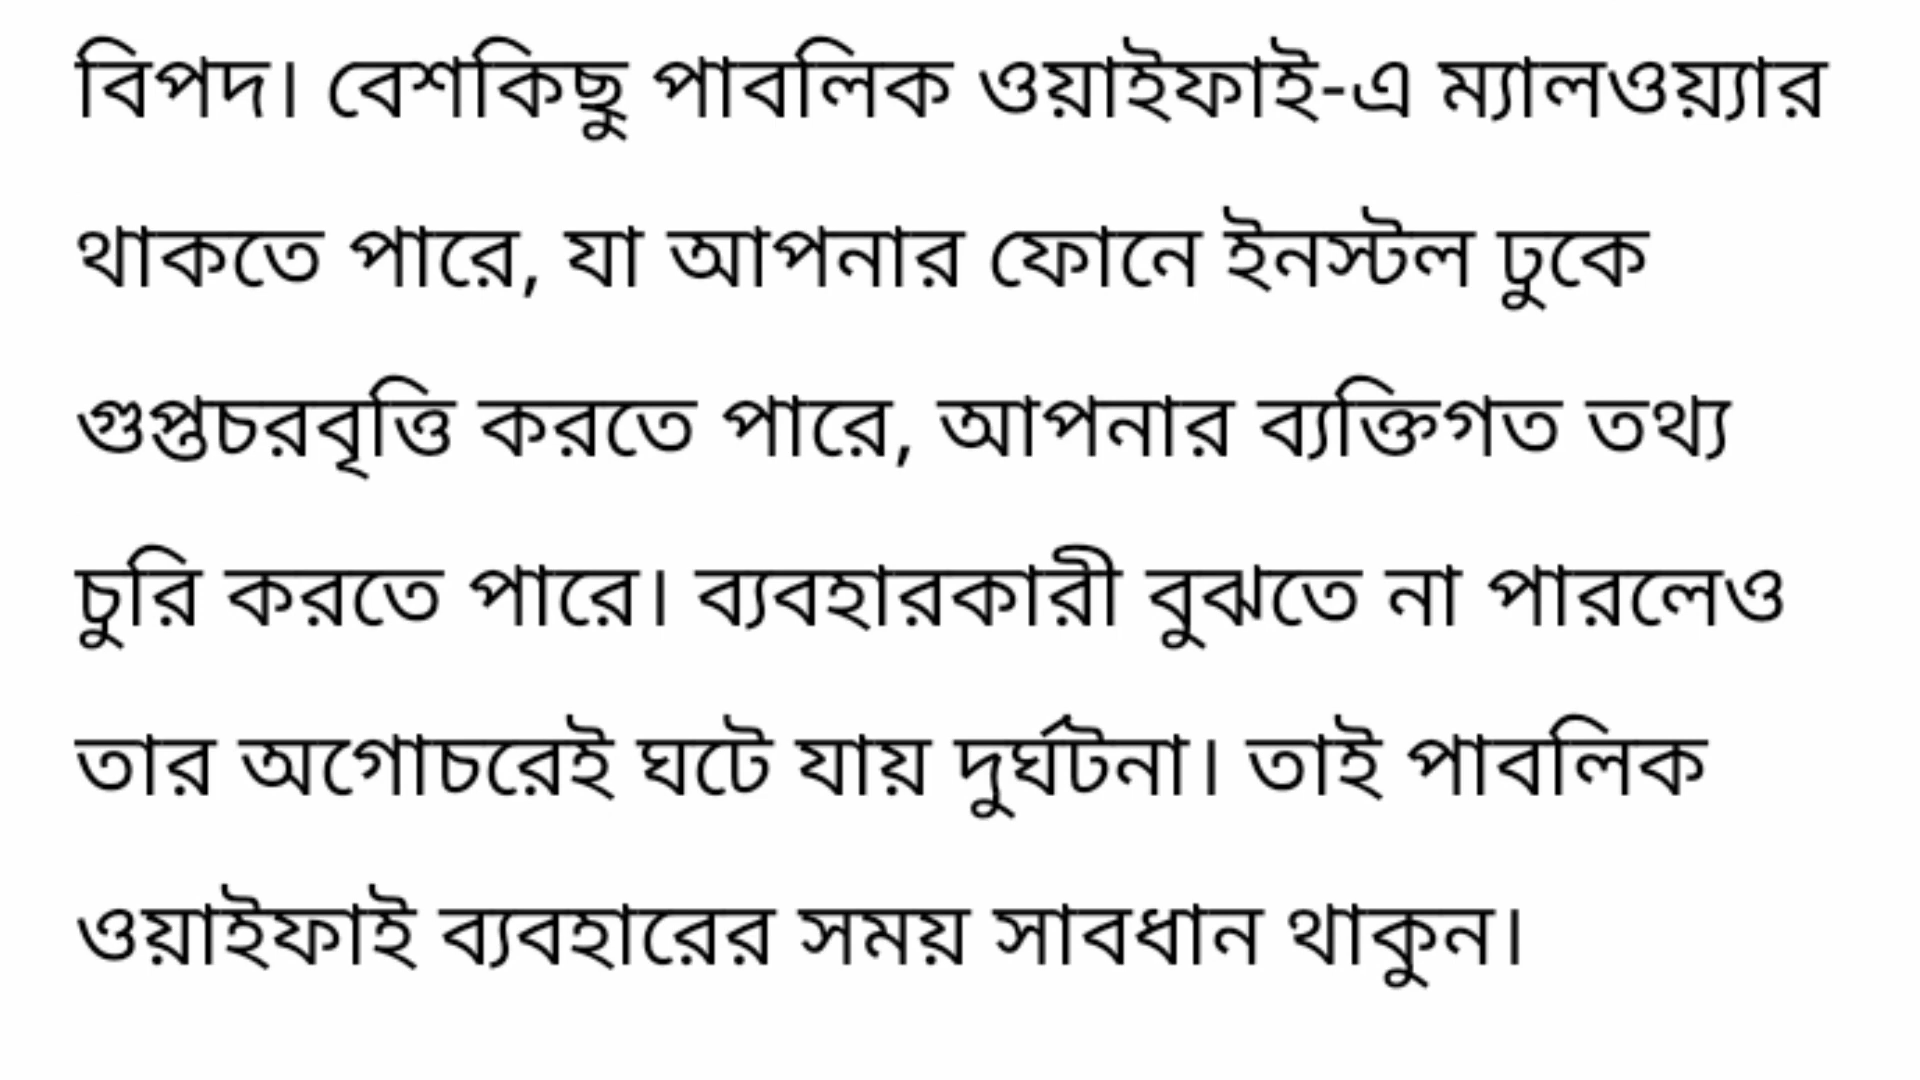 বিপদ। বেশকিছু পাবলিক ওয়াইফাই-এ ম্যালওয়্যার
থাকতে পারে, যা আপনার ফোনে ইনস্টল ঢুকে
গুপ্তচরবৃত্তি করতে পারে, আপনার ব্যক্তিগত তথ্য
চুরি করতে পারে। ব্যবহারকারী বুঝতে না পারলেও
তার অগোচরেই ঘটে যায় দুর্ঘটনা। তাই পাবলিক
ওয়াইফাই ব্যবহারের সময় সাবধান থাকুন।